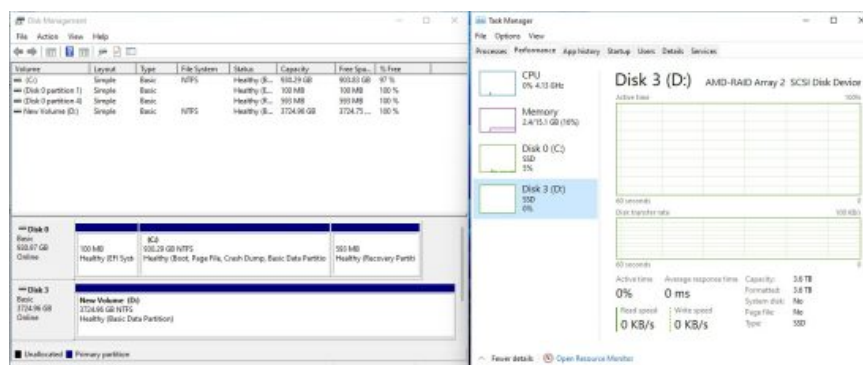 Disk Management
File Action View Help
Volume Layout Type File System Status Capacity Free Spa... % Free
(C:) Simple Basic NTFS Healthy (B... 930.29 GB 900.83 GB 97 %
(Disk 0 partition 1) Simple Basic Healthy (E... 100 MB 100 MB 100 %
(Disk 0 partition 4) Simple Basic Healthy (R... 593 MB 593 MB 100 %
New Volume (D:) Simple Basic NTFS Healthy (B... 3724.96 GB 3724.75 ... 100 %
Disk 0
Basic
930.97 GB
Online
100 MB
Healthy (EFI Syst
(C:)
930.29 GB NTFS
Healthy (Boot, Page File, Crash Dump, Basic Data Partitio
593 MB
Healthy (Recovery Partiti
Disk 3
Basic
3724.96 GB
Online
New Volume (D:)
3724.96 GB NTFS
Healthy (Basic Data Partition)
Unallocated Primary partition
Task Manager
File Options View
Processes Performance App history Startup Users Details Services
CPU
0% 4.13 GHz
Memory
2.4/15.1 GB (16%)
Disk 0 (C:)
SSD
5%
Disk 3 (D:)
SSD
0%
Disk 3 (D:) AMD-RAID Array 2 SCSI Disk Device
Active time 100%
60 seconds 0
Disk transfer rate 100 KB/s
60 seconds 0
Active time Average response time
0% 0 ms
Read speed Write speed
0 KB/s 0 KB/s
Capacity: 3.6 TB
Formatted: 3.6 TB
System disk: No
Page file: No
Type: SSD
Fewer details Open Resource Monitor